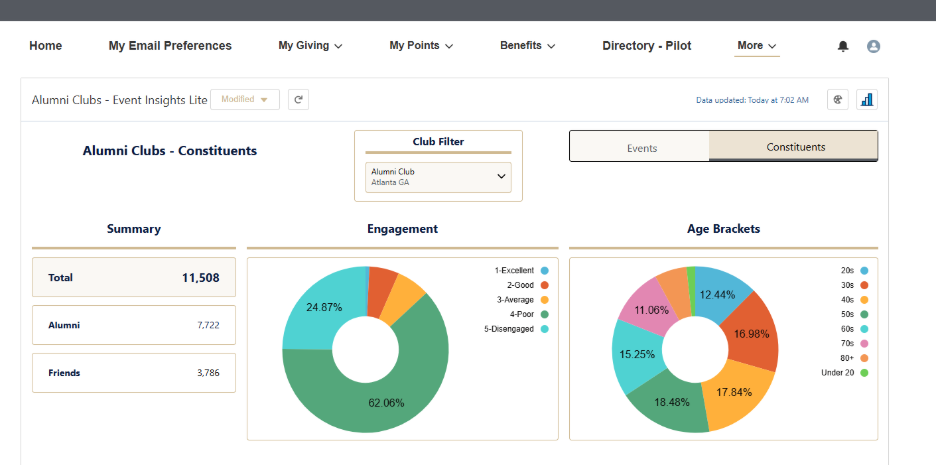 Home
My Email Preferences
My Giving
My Points
Benefits
Directory - Pilot
More
Alumni Clubs - Event Insights Lite
Modified
Data updated: Today at 7:02 AM
Alumni Clubs - Constituents
Club Filter
Alumni Club
Atlanta GA
Events
Constituents
Summary
Total 11,508
Alumni 7,722
Friends 3,786
Engagement
24.87%
62.06%
1-Excellent
2-Good
3-Average
4-Poor
5-Disengaged
Age Brackets
12.44%
16.98%
17.84%
18.48%
15.25%
11.06%
20s
30s
40s
50s
60s
70s
80+
Under 20